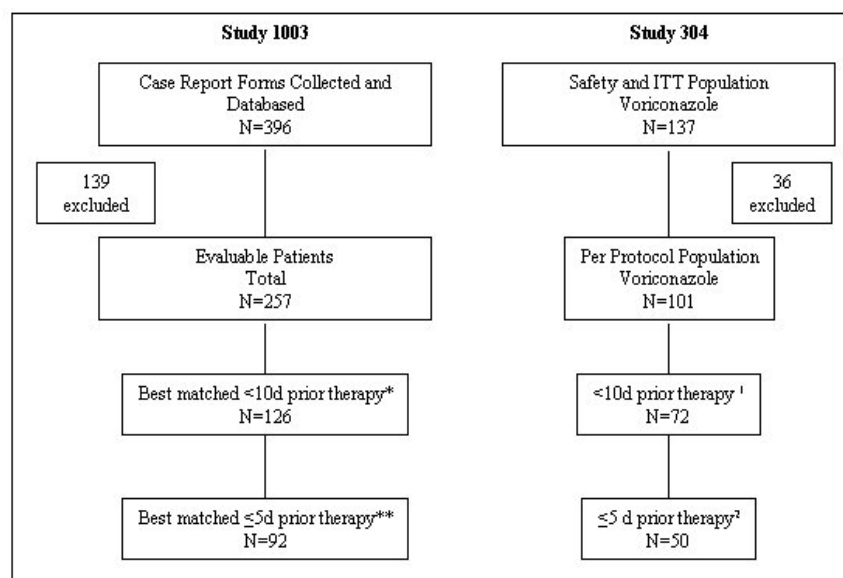 Study 1003
Case Report Forms Collected and
Databased
N=396
139
excluded
Evaluable Patients
Total
N=257
Best matched <10d prior therapy*
N=126
Best matched ≤5d prior therapy**
N=92
Study 304
Safety and ITT Population
Voriconazole
N=137
36
excluded
Per Protocol Population
Voriconazole
N=101
<10d prior therapy ¹
N=72
≤5 d prior therapy²
N=50